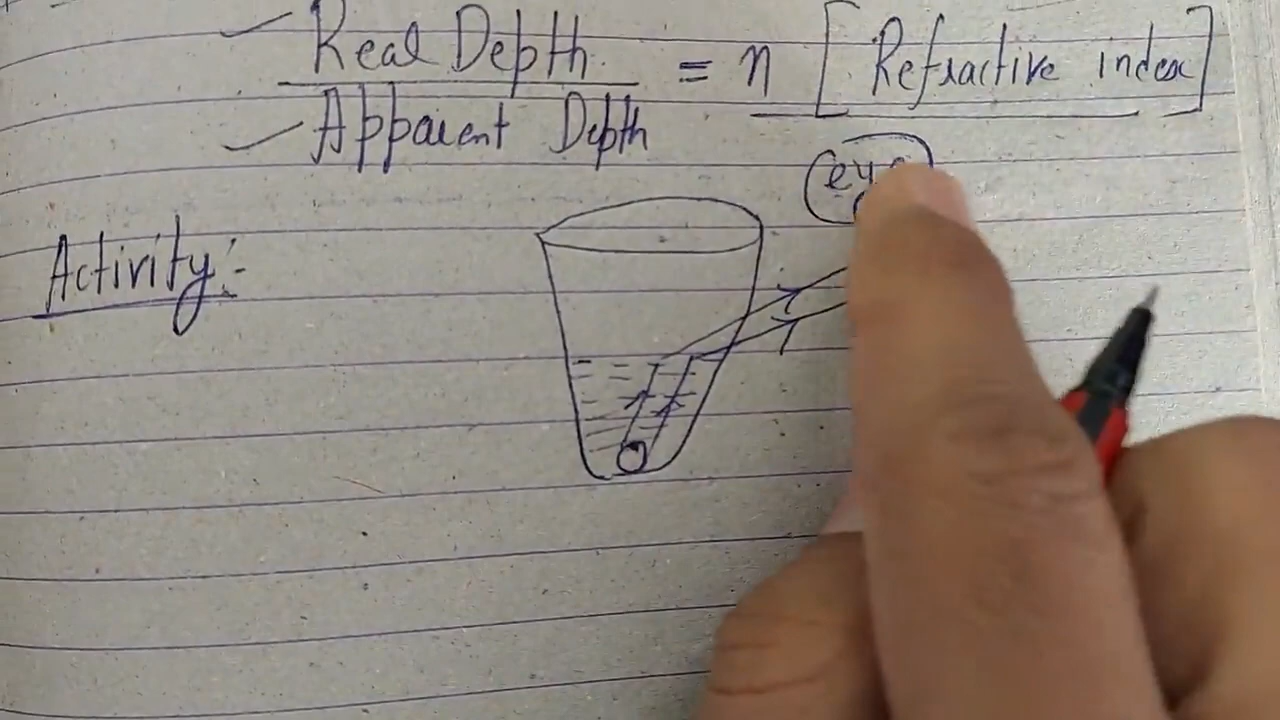 Real Depth
= n [Refractive index]
Apparent Depth
Activity:-